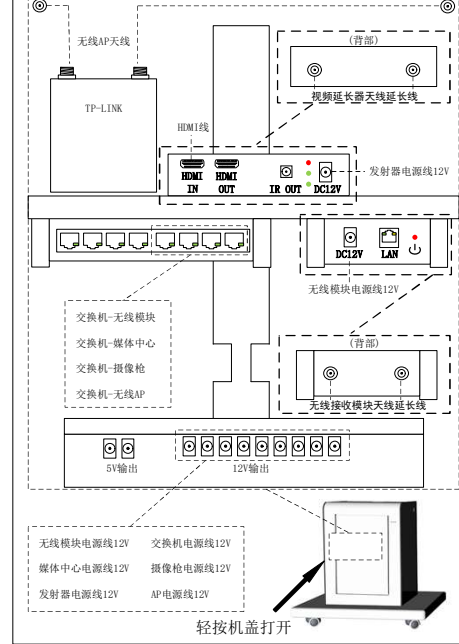 无线AP天线
(背部)
视频延长器天线延长线
TP-LINK
HDMI线
HDMI IN
HDMI OUT
IR OUT
DC12V
发射器电源线12V
DC12V
LAN
无线模块电源线12V
交换机-无线模块
交换机-媒体中心
交换机-摄像枪
交换机-无线AP
(背部)
无线接收模块天线延长线
5V输出
12V输出
无线模块电源线12V 交换机电源线12V
媒体中心电源线12V 摄像枪电源线12V
发射器电源线12V AP电源线12V
轻按机盖打开